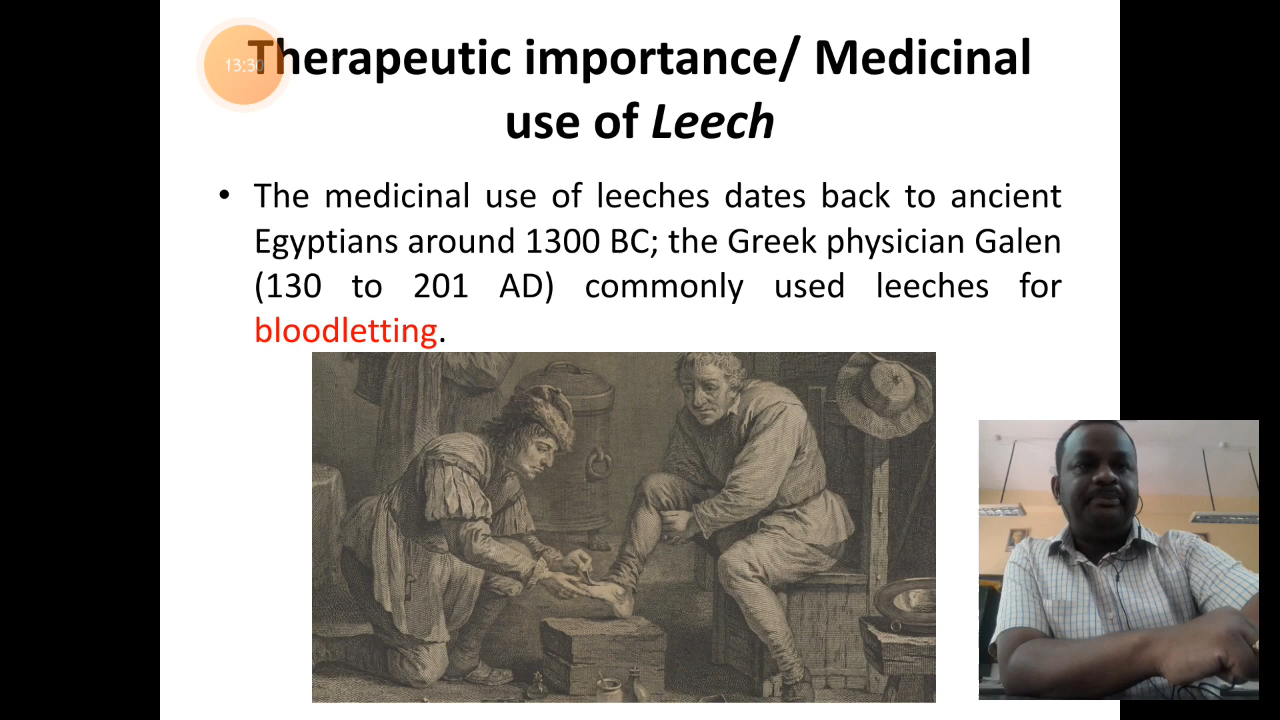 13:30
Therapeutic importance/ Medicinal
use of Leech
• The medicinal use of leeches dates back to ancient
Egyptians around 1300 BC; the Greek physician Galen
(130 to 201 AD) commonly used leeches for
bloodletting.